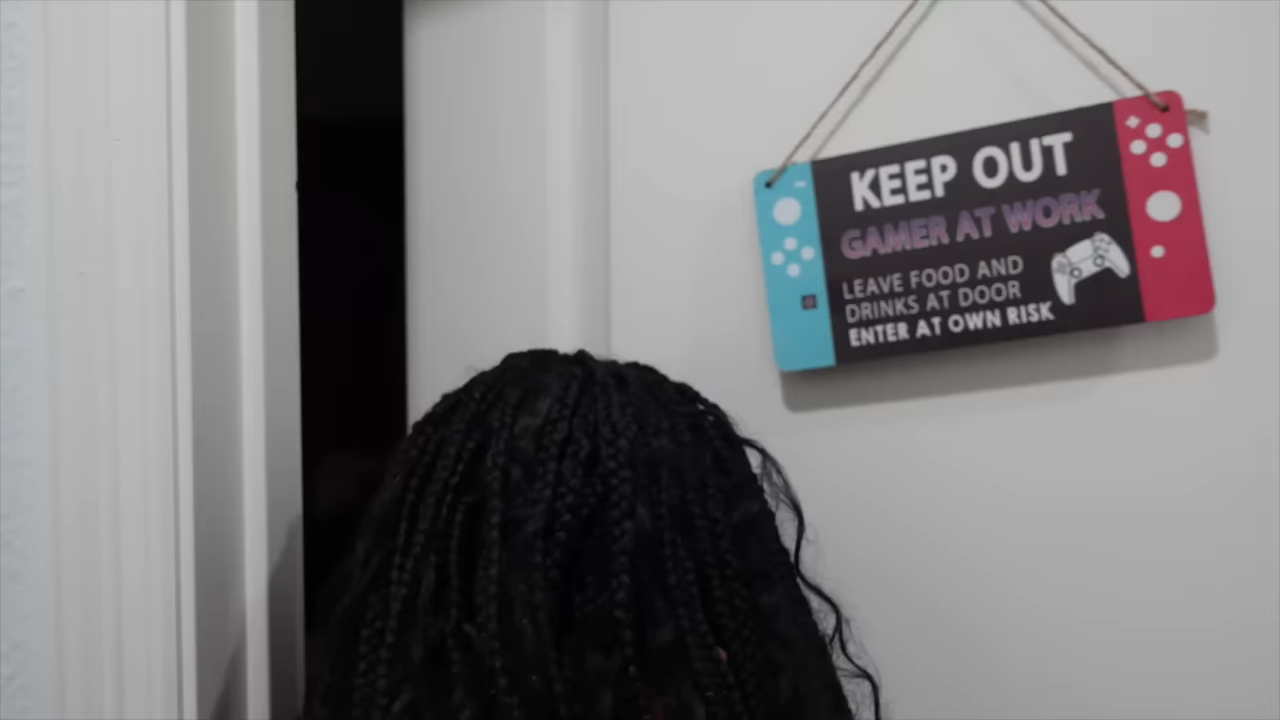 KEEP OUT
GAMER AT WORK
LEAVE FOOD AND
DRINKS AT DOOR
ENTER AT OWN RISK